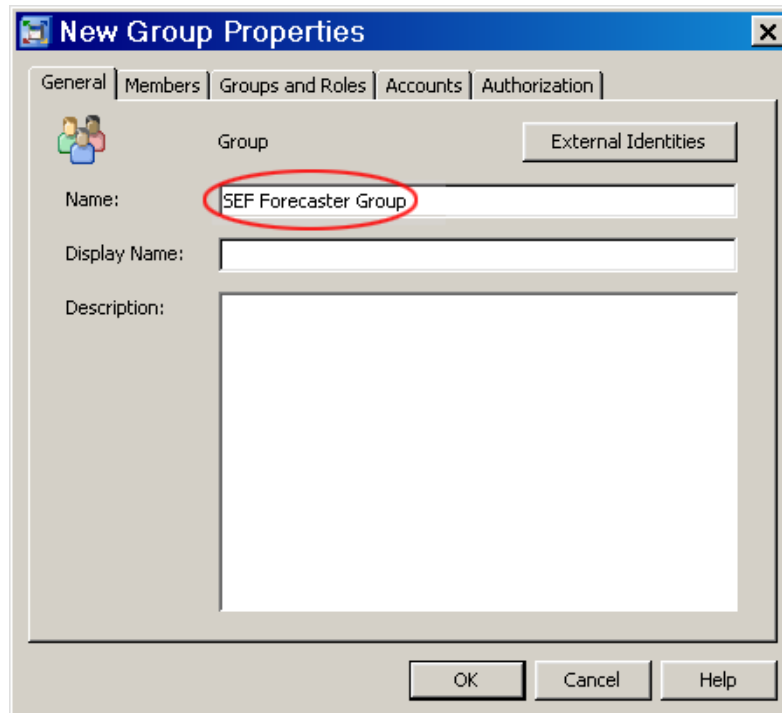 New Group Properties
General Members Groups and Roles Accounts Authorization
Group External Identities
Name: SEF Forecaster Group
Display Name:
Description:
OK Cancel Help